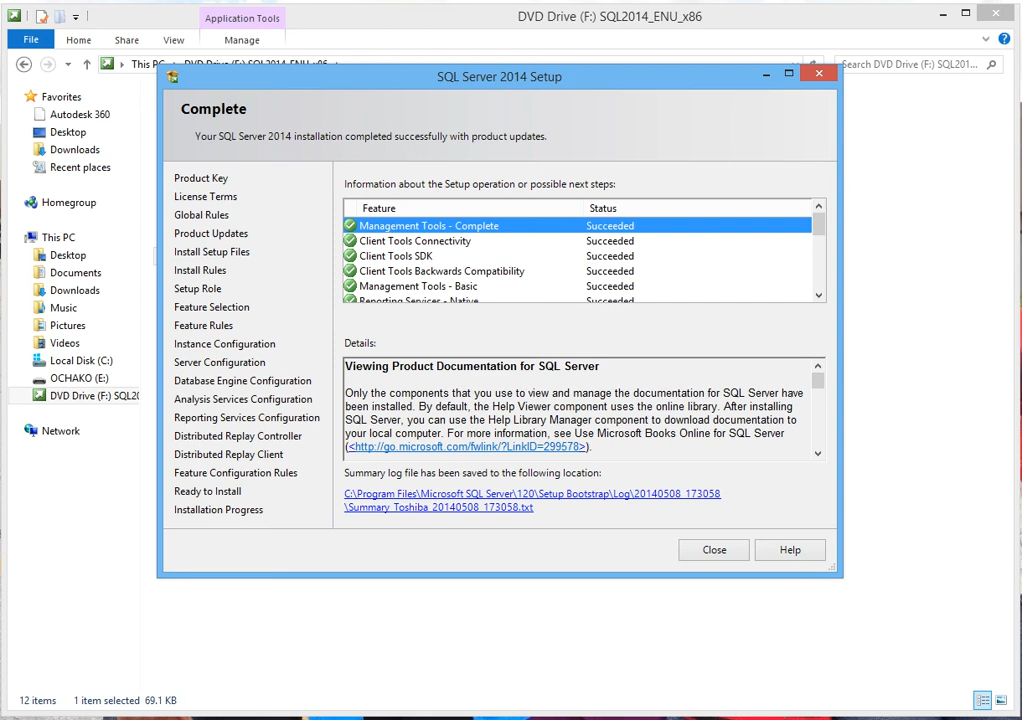 Application Tools
DVD Drive (F:) SQL2014_ENU_x86
File
Home
Share
View
Manage
This PC
DVD Drive (F:) SQL2014_ENU_x86
Search DVD Drive (F:) SQL201...
Favorites
Autodesk 360
Desktop
Downloads
Recent places
Homegroup
This PC
Desktop
Documents
Downloads
Music
Pictures
Videos
Local Disk (C:)
OCHAKO (E:)
DVD Drive (F:) SQL20
Network
SQL Server 2014 Setup
Complete
Your SQL Server 2014 installation completed successfully with product updates.
Product Key
License Terms
Global Rules
Product Updates
Install Setup Files
Install Rules
Setup Role
Feature Selection
Feature Rules
Instance Configuration
Server Configuration
Database Engine Configuration
Analysis Services Configuration
Reporting Services Configuration
Distributed Replay Controller
Distributed Replay Client
Feature Configuration Rules
Ready to Install
Installation Progress
Information about the Setup operation or possible next steps:
Feature Status
Management Tools - Complete Succeeded
Client Tools Connectivity Succeeded
Client Tools SDK Succeeded
Client Tools Backwards Compatibility Succeeded
Management Tools - Basic Succeeded
Reporting Services - Native Succeeded
Details:
Viewing Product Documentation for SQL Server
Only the components that you use to view and manage the documentation for SQL Server have
been installed. By default, the Help Viewer component uses the online library. After installing
SQL Server, you can use the Help Library Manager component to download documentation to
your local computer. For more information, see Use Microsoft Books Online for SQL Server
(<http://go.microsoft.com/fwlink/?LinkID=299578>).
Summary log file has been saved to the following location:
C:\Program Files\Microsoft SQL Server\120\Setup Bootstrap\Log\20140508_173058
\Summary_Toshiba_20140508_173058.txt
Close
Help
12 items 1 item selected 69.1 KB